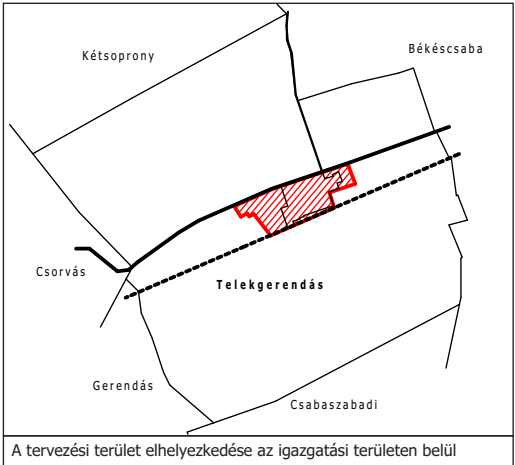 Kétsoprony
Békéscsaba
Csorvás
Telekgerendás
Gerendás
Csabaszabadi
A tervezési terület elhelyezkedése az igazgatási területen belül